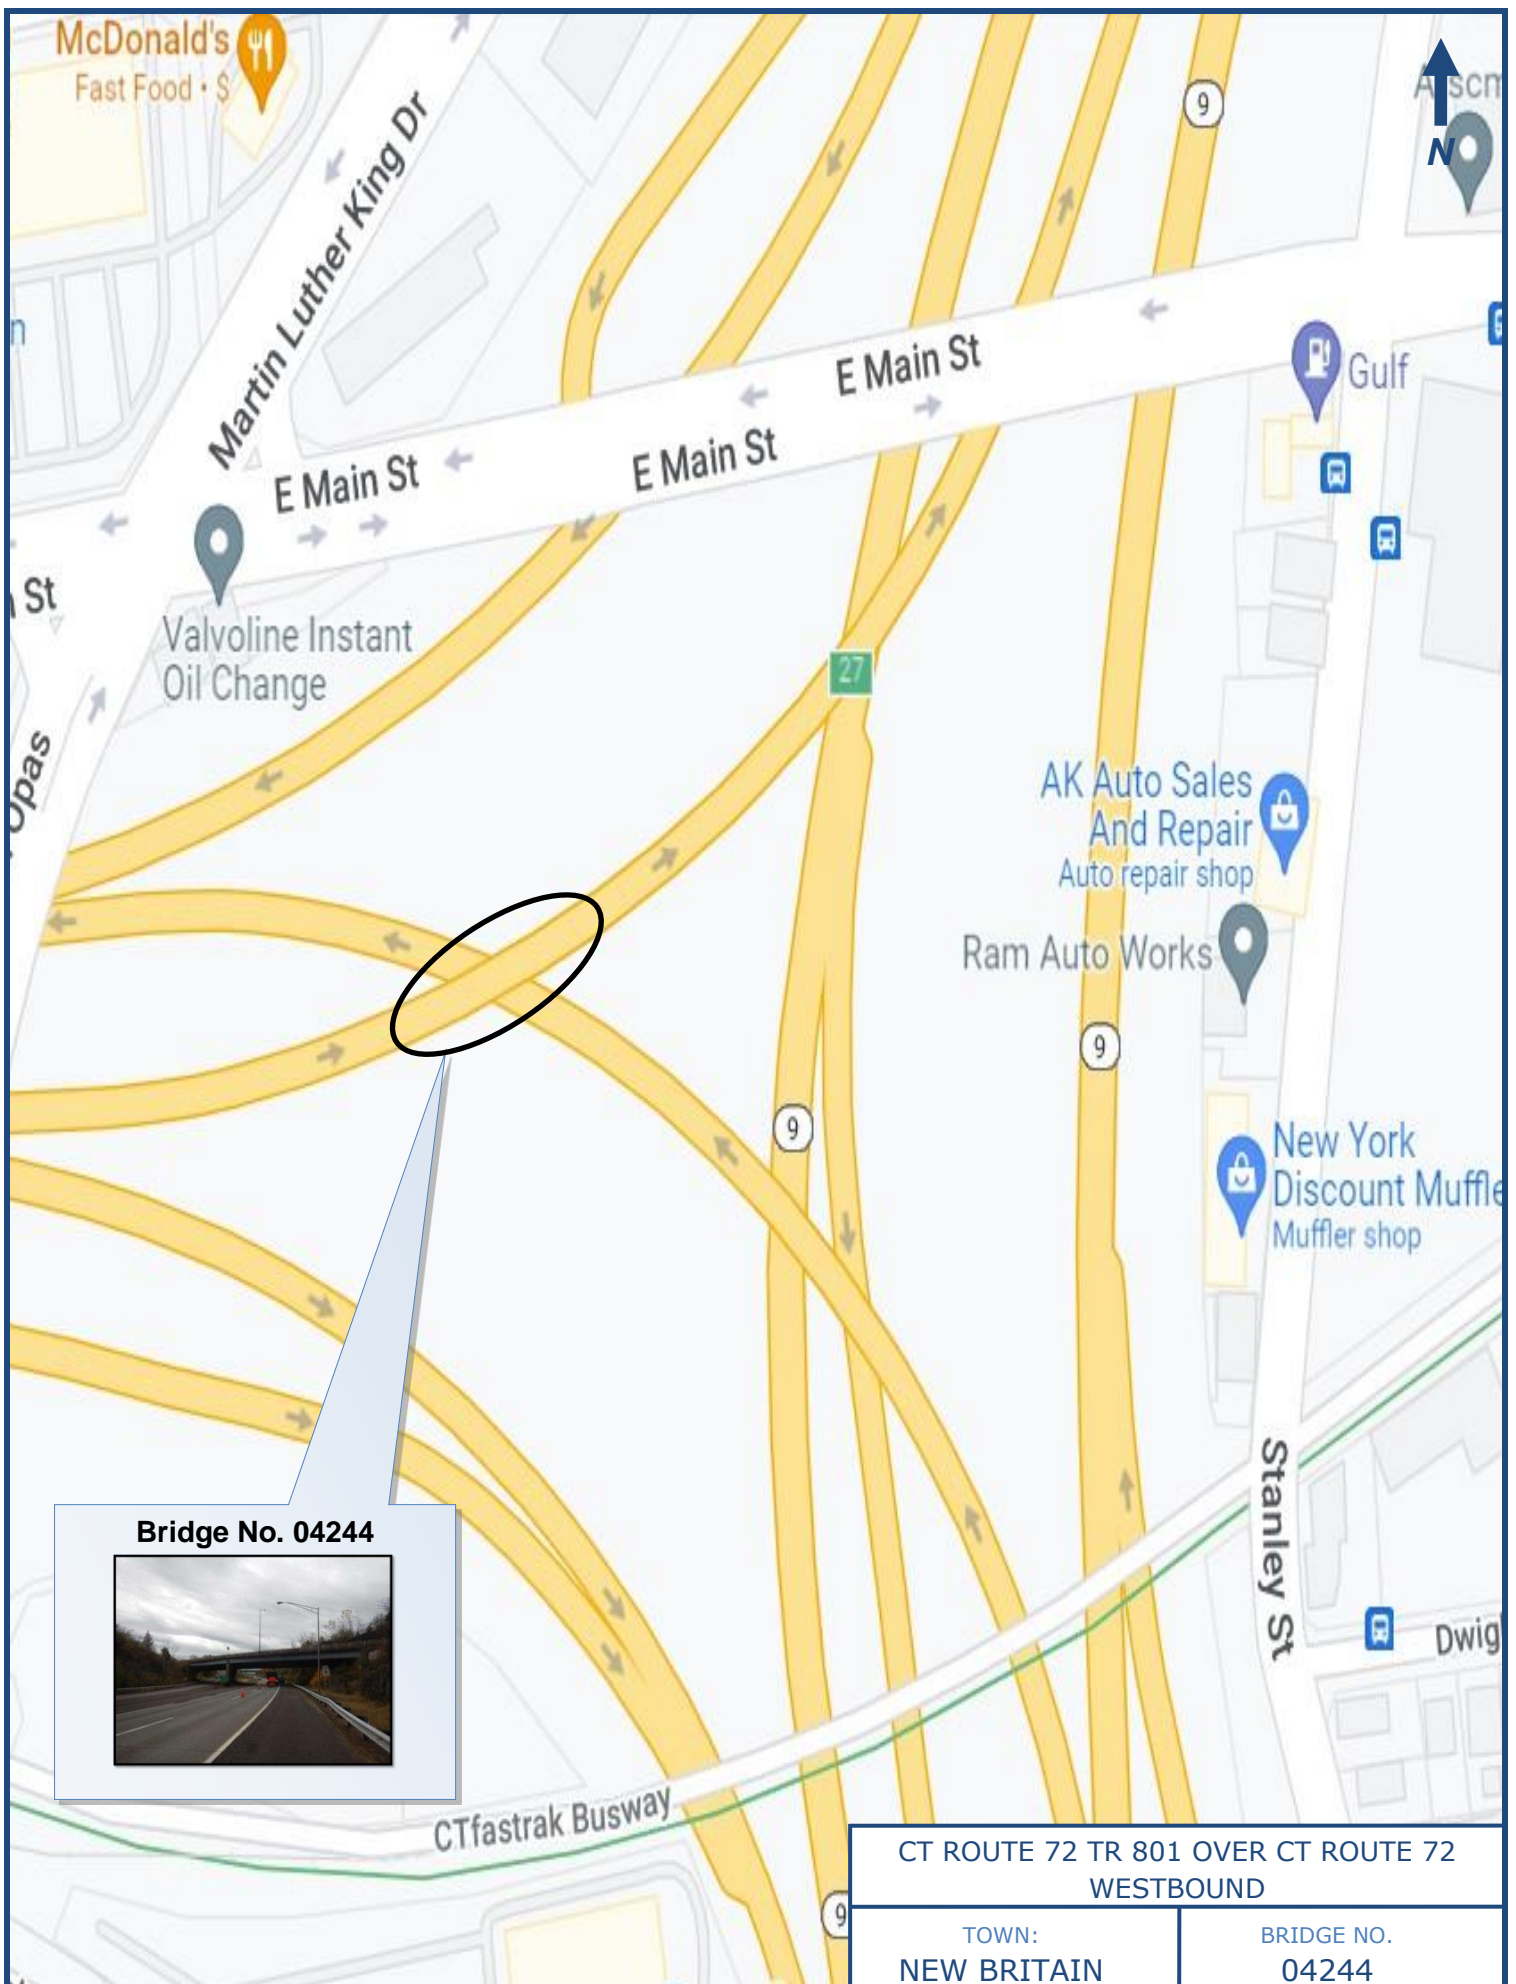 McDonald's
Fast Food • $
Martin Luther King Dr
9
N
E Main St
Gulf
E Main St
E Main St
St
Valvoline Instant
Oil Change
27
AK Auto Sales
And Repair
Auto repair shop
Ram Auto Works
9
9
New York
Discount Muffle
Muffler shop
Stanley St
Bridge No. 04244
Dwig
CTfastrak Busway
9
CT ROUTE 72 TR 801 OVER CT ROUTE 72
WESTBOUND
TOWN:
NEW BRITAIN
BRIDGE NO.
04244